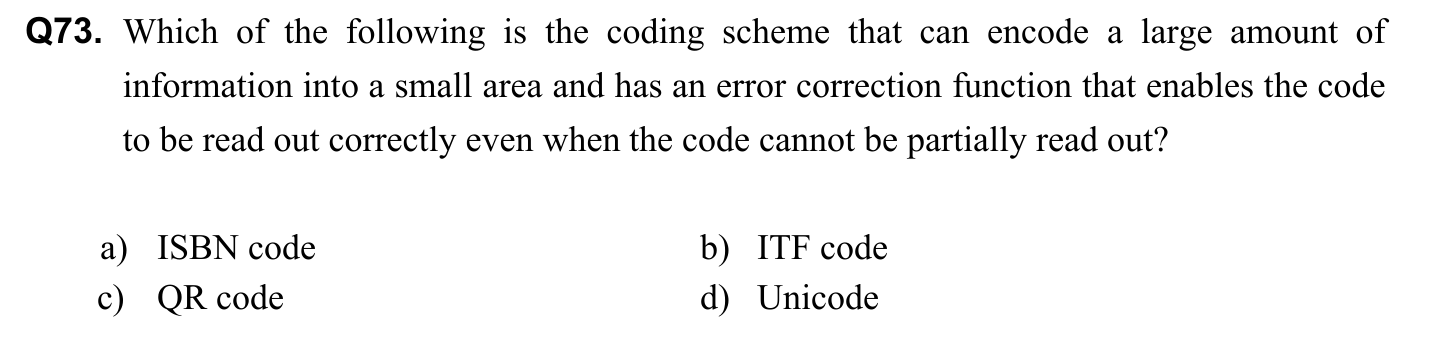 Q73. Which of the following is the coding scheme that can encode a large amount of
information into a small area and has an error correction function that enables the code
to be read out correctly even when the code cannot be partially read out?
a) ISBN code b) ITF code
c) QR code d) Unicode